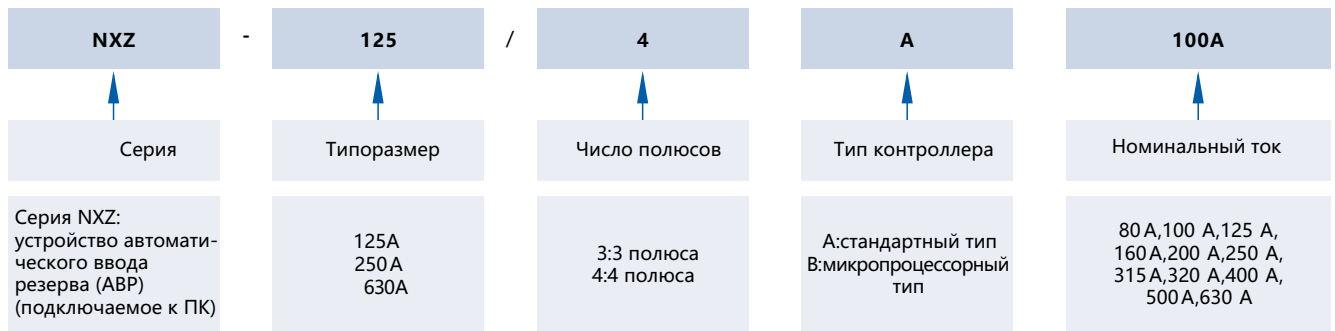 NXZ - 125 / 4 A 100A
Серия Типоразмер Число полюсов Тип контроллера Номинальный ток
Серия NXZ:
устройство автомати-
ческого ввода
резерва (АВР)
(подключаемое к ПК)
125A
250 A
630A
3:3 полюса
4:4 полюса
A:стандартный тип
B:микропроцессорный
тип
80 A,100 A,125 A,
160 A,200 A,250 A,
315 A,320 A,400 A,
500 A,630 A